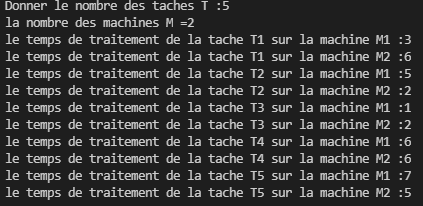 Donner le nombre des taches T :5
la nombre des machines M =2
le temps de traitement de la tache T1 sur la machine M1 :3
le temps de traitement de la tache T1 sur la machine M2 :6
le temps de traitement de la tache T2 sur la machine M1 :5
le temps de traitement de la tache T2 sur la machine M2 :2
le temps de traitement de la tache T3 sur la machine M1 :1
le temps de traitement de la tache T3 sur la machine M2 :2
le temps de traitement de la tache T4 sur la machine M1 :6
le temps de traitement de la tache T4 sur la machine M2 :6
le temps de traitement de la tache T5 sur la machine M1 :7
le temps de traitement de la tache T5 sur la machine M2 :5